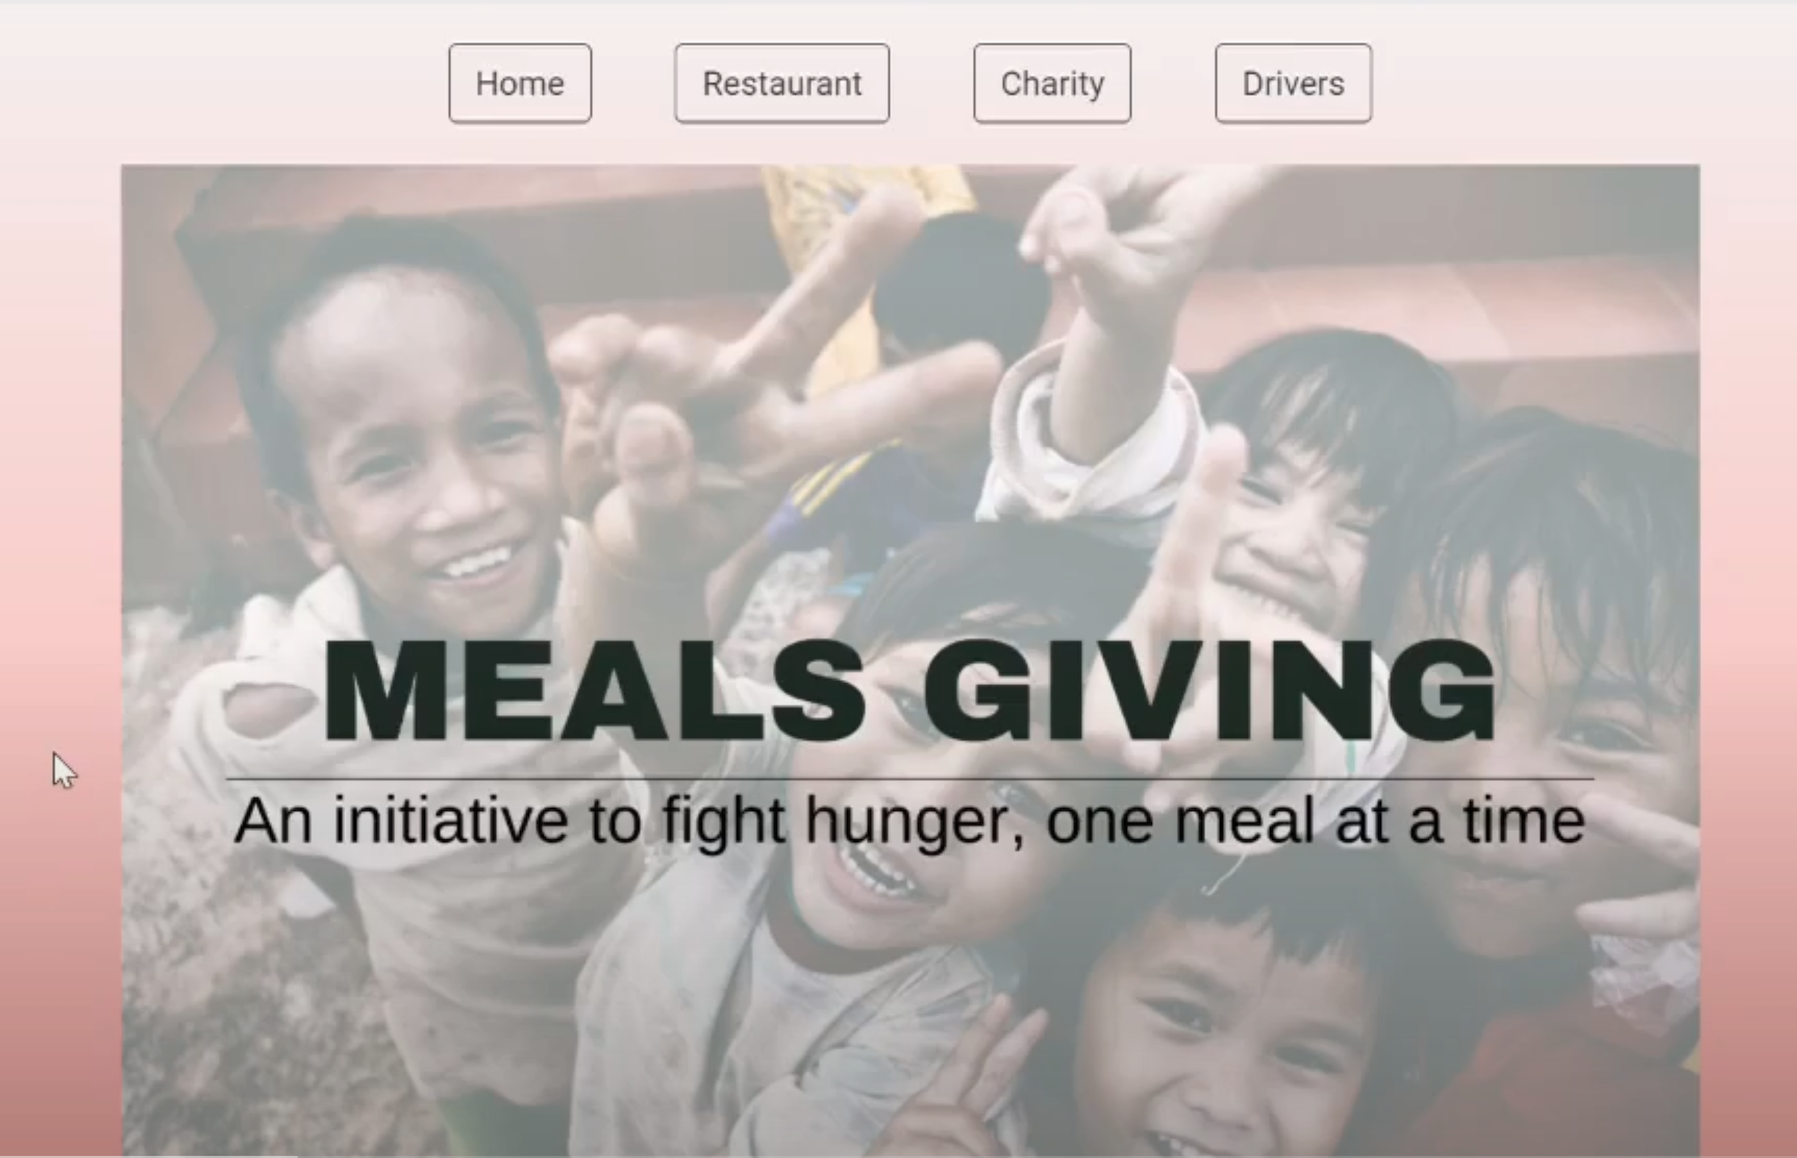 Home
Restaurant
Charity
Drivers
MEALS GIVING
An initiative to fight hunger, one meal at a time